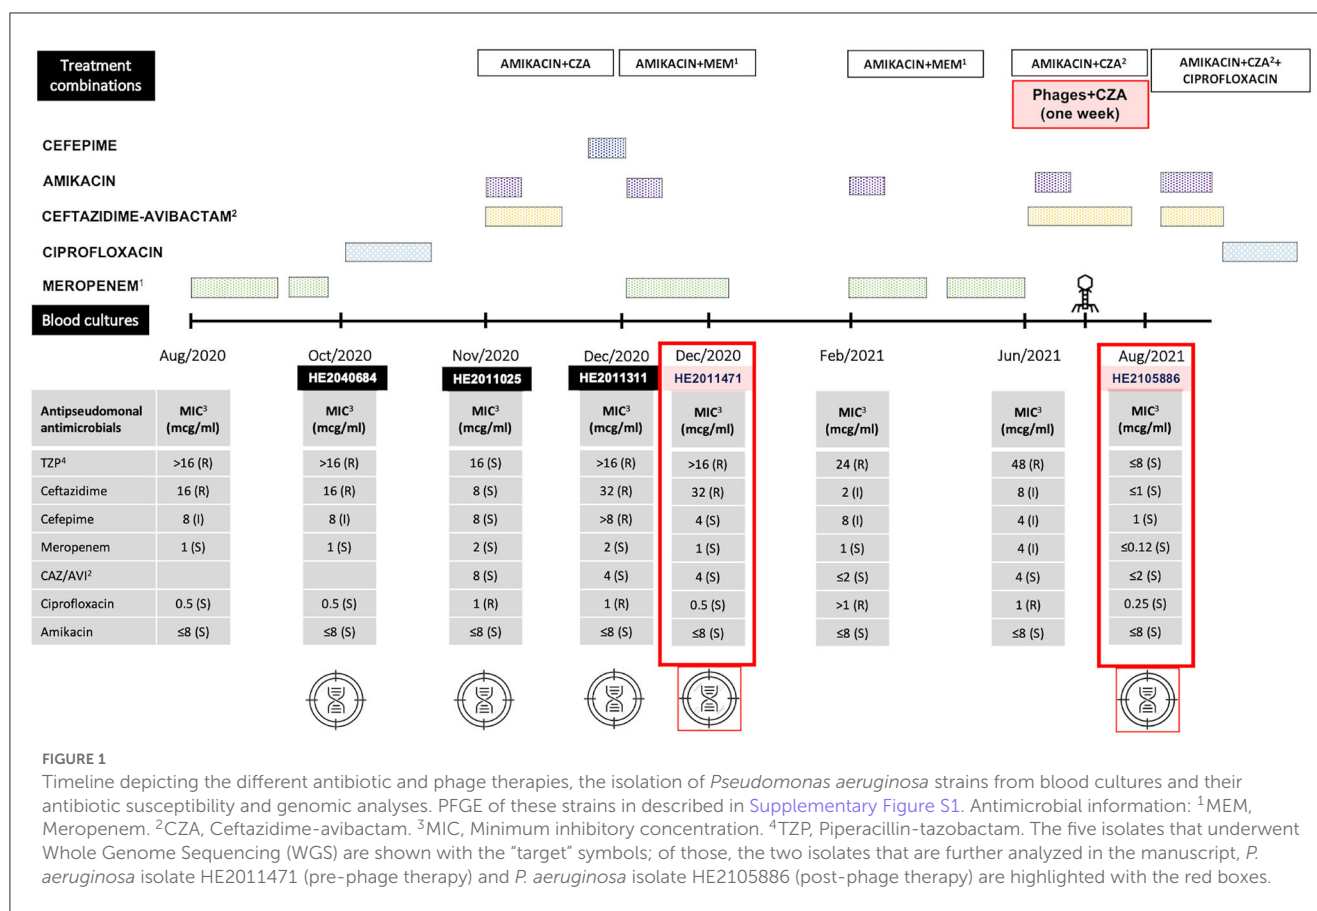 Treatment
combinations
AMIKACIN+CZA
AMIKACIN+MEM¹
AMIKACIN+MEM¹
AMIKACIN+CZA²
AMIKACIN+CZA²+
CIPROFLOXACIN
Phages+CZA
(one week)
CEFEPIME
AMIKACIN
CEFTAZIDIME-AVIBACTAM²
CIPROFLOXACIN
MEROPENEM¹
Blood cultures
Aug/2020 Oct/2020 Nov/2020 Dec/2020 Dec/2020 Feb/2021 Jun/2021 Aug/2021
HE2040684 HE2011025 HE2011311 HE2011471 HE2105886
Antipseudomonal MIC³ MIC³ MIC³ MIC³ MIC³ MIC³ MIC³ MIC³
antimicrobials (mcg/ml) (mcg/ml) (mcg/ml) (mcg/ml) (mcg/ml) (mcg/ml) (mcg/ml) (mcg/ml)
TZP⁴ >16 (R) >16 (R) 16 (S) >16 (R) >16 (R) 24 (R) 48 (R) ≤8 (S)
Ceftazidime 16 (R) 16 (R) 8 (S) 32 (R) 32 (R) 2 (I) 8 (I) ≤1 (S)
Cefepime 8 (I) 8 (I) 8 (S) >8 (R) 4 (S) 8 (I) 4 (I) 1 (S)
Meropenem 1 (S) 1 (S) 2 (S) 2 (S) 1 (S) 1 (S) 4 (I) ≤0.12 (S)
CAZ/AVI² 8 (S) 4 (S) 4 (S) ≤2 (S) 4 (S) ≤2 (S)
Ciprofloxacin 0.5 (S) 0.5 (S) 1 (R) 1 (R) 0.5 (S) >1 (R) 1 (R) 0.25 (S)
Amikacin ≤8 (S) ≤8 (S) ≤8 (S) ≤8 (S) ≤8 (S) ≤8 (S) ≤8 (S) ≤8 (S)
FIGURE 1
Timeline depicting the different antibiotic and phage therapies, the isolation of Pseudomonas aeruginosa strains from blood cultures and their
antibiotic susceptibility and genomic analyses. PFGE of these strains in described in Supplementary Figure S1. Antimicrobial information: ¹MEM,
Meropenem. ²CZA, Ceftazidime-avibactam. ³MIC, Minimum inhibitory concentration. ⁴TZP, Piperacillin-tazobactam. The five isolates that underwent
Whole Genome Sequencing (WGS) are shown with the "target" symbols; of those, the two isolates that are further analyzed in the manuscript, P.
aeruginosa isolate HE2011471 (pre-phage therapy) and P. aeruginosa isolate HE2105886 (post-phage therapy) are highlighted with the red boxes.